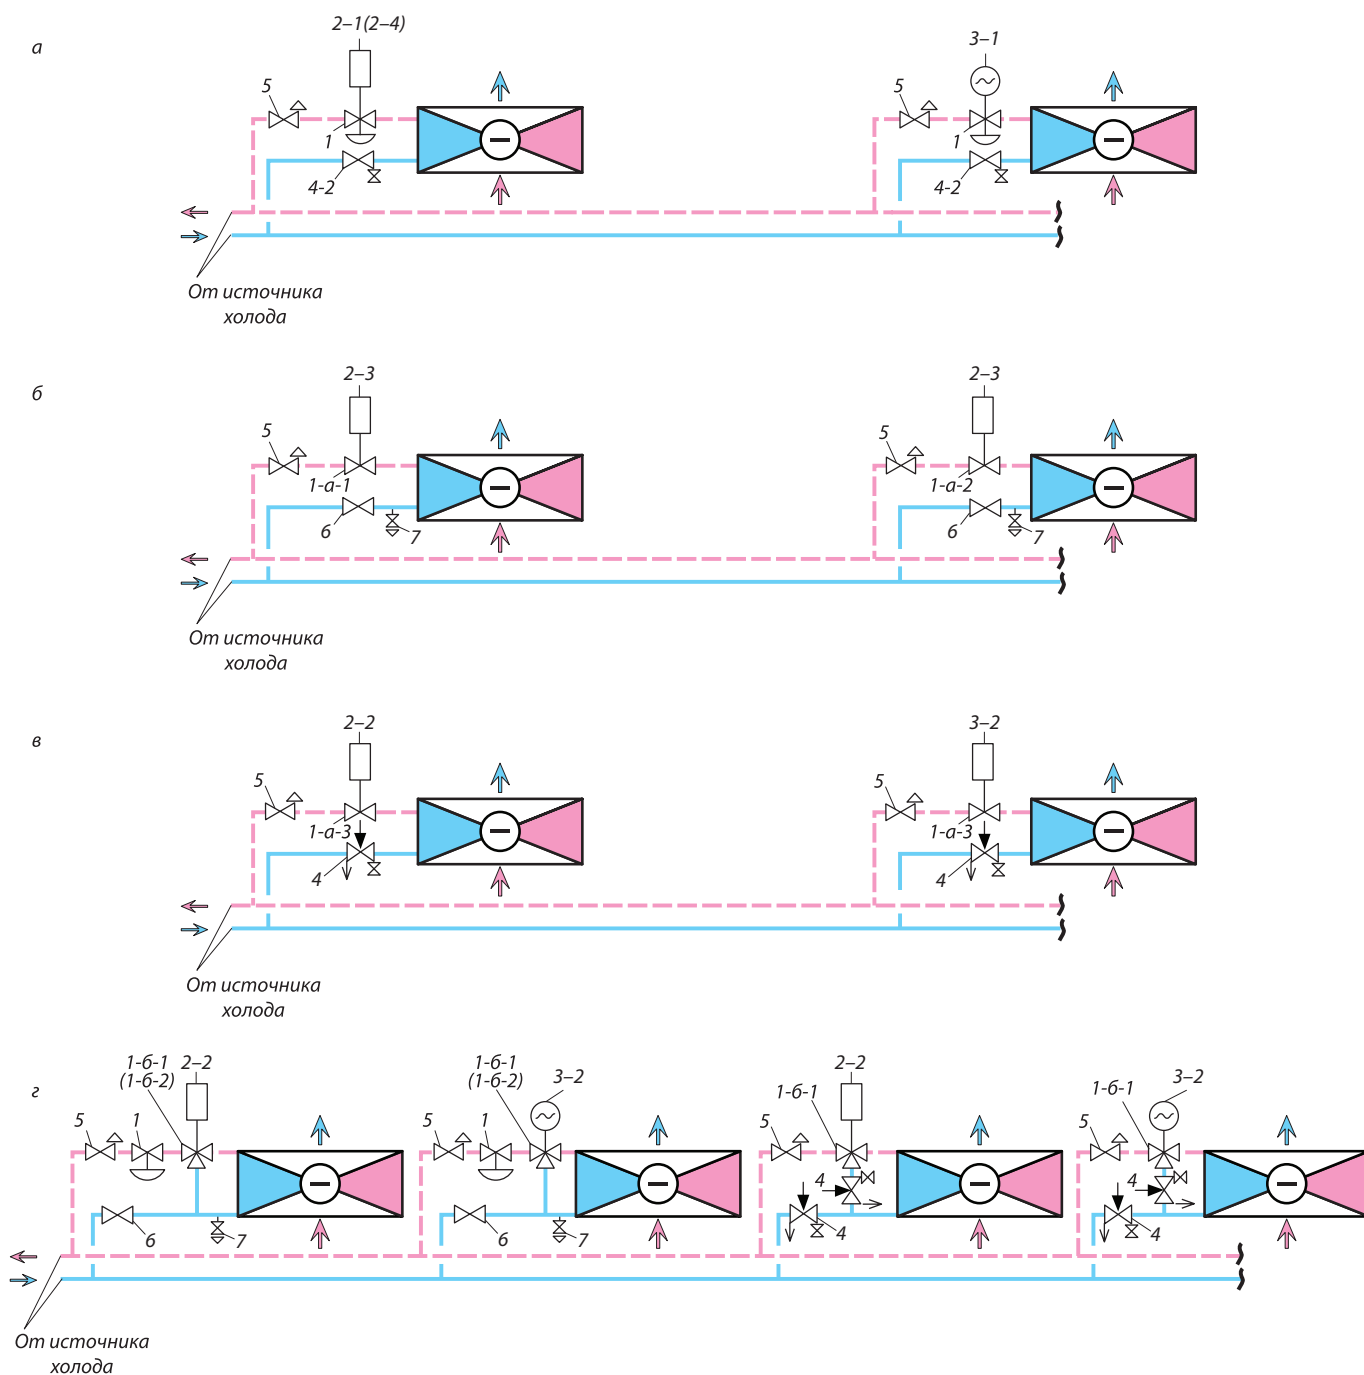 а
2–1(2–4)
3–1
5
5
1
1
4-2
4-2
От источника
холода
б
2–3
2–3
5
5
1-а-1
1-а-2
6
7
6
7
От источника
холода
в
2–2
3–2
5
5
1-а-3
1-а-3
4
4
От источника
холода
г
1-б-1
(1-б-2)
2–2
1-б-1
(1-б-2)
3–2
2–2
1-б-1
3–2
1-б-1
5
1
5
1
5
5
4
4
6
7
6
7
4
4
От источника
холода